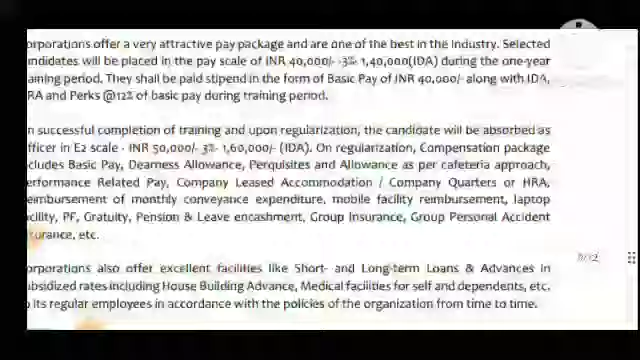 orporations offer a very attractive pay package and are one of the best in the Industry. Selected
ndidates will be placed in the pay scale of INR 40,000/- -3%- 1,40,000(IDA) during the one-year
aining period. They shall be paid stipend in the form of Basic Pay of INR 40,000/- along with IDA,
RA and Perks @12% of basic pay during training period.
n successful completion of training and upon regularization, the candidate will be absorbed as
fficer in E2 scale - INR 50,000/- 3%- 1,60,000/- (IDA). On regularization, Compensation package
cludes Basic Pay, Dearness Allowance, Perquisites and Allowance as per cafeteria approach,
erformance Related Pay, Company Leased Accommodation / Company Quarters or HRA,
eimbursement of monthly conveyance expenditure, mobile facility reimbursement, laptop
cility, PF, Gratuity, Pension & Leave encashment, Group Insurance, Group Personal Accident
surance, etc.
orporations also offer excellent facilities like Short- and Long-term Loans & Advances in
ubsidized rates including House Building Advance, Medical facilities for self and dependents, etc.
o its regular employees in accordance with the policies of the organization from time to time.